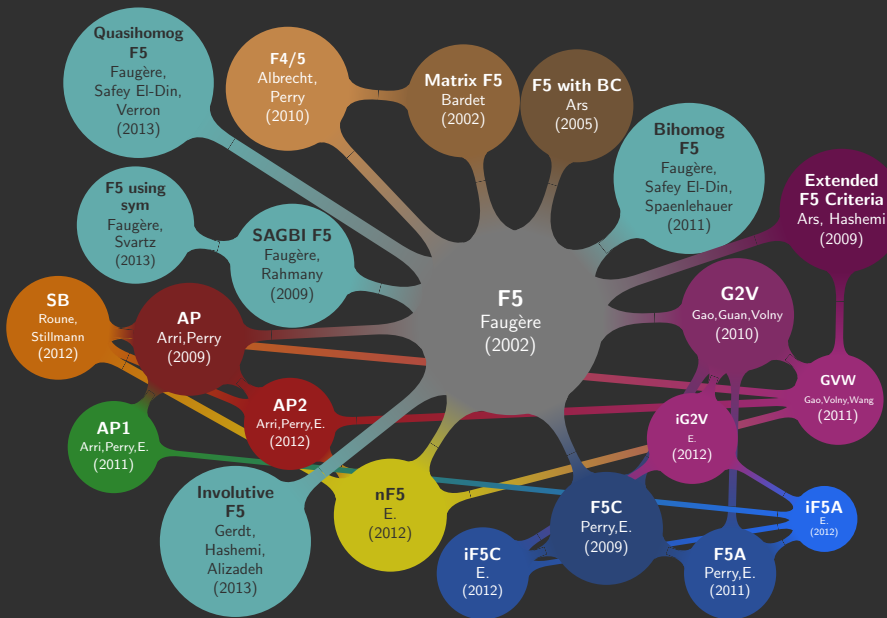 Quasihomog
F5
Faugère,
Safey El-Din,
Verron
(2013)
F4/5
Albrecht,
Perry
(2010)
Matrix F5
Bardet
(2002)
F5 with BC
Ars
(2005)
Bihomog
F5
Faugère,
Safey El-Din,
Spaenlehauer
(2011)
Extended
F5 Criteria
Ars, Hashemi
(2009)
F5 using
sym
Faugère,
Svartz
(2013)
SAGBI F5
Faugère,
Rahmany
(2009)
F5
Faugère
(2002)
G2V
Gao,Guan,Volny
(2010)
SB
Roune,
Stillmann
(2012)
AP
Arri,Perry
(2009)
GVW
Gao,Volny,Wang
(2011)
AP1
Arri,Perry,E.
(2011)
AP2
Arri,Perry,E.
(2012)
iG2V
E.
(2012)
Involutive
F5
Gerdt,
Hashemi,
Alizadeh
(2013)
nF5
E.
(2012)
F5C
Perry,E.
(2009)
iF5A
E.
(2012)
iF5C
E.
(2012)
F5A
Perry,E.
(2011)